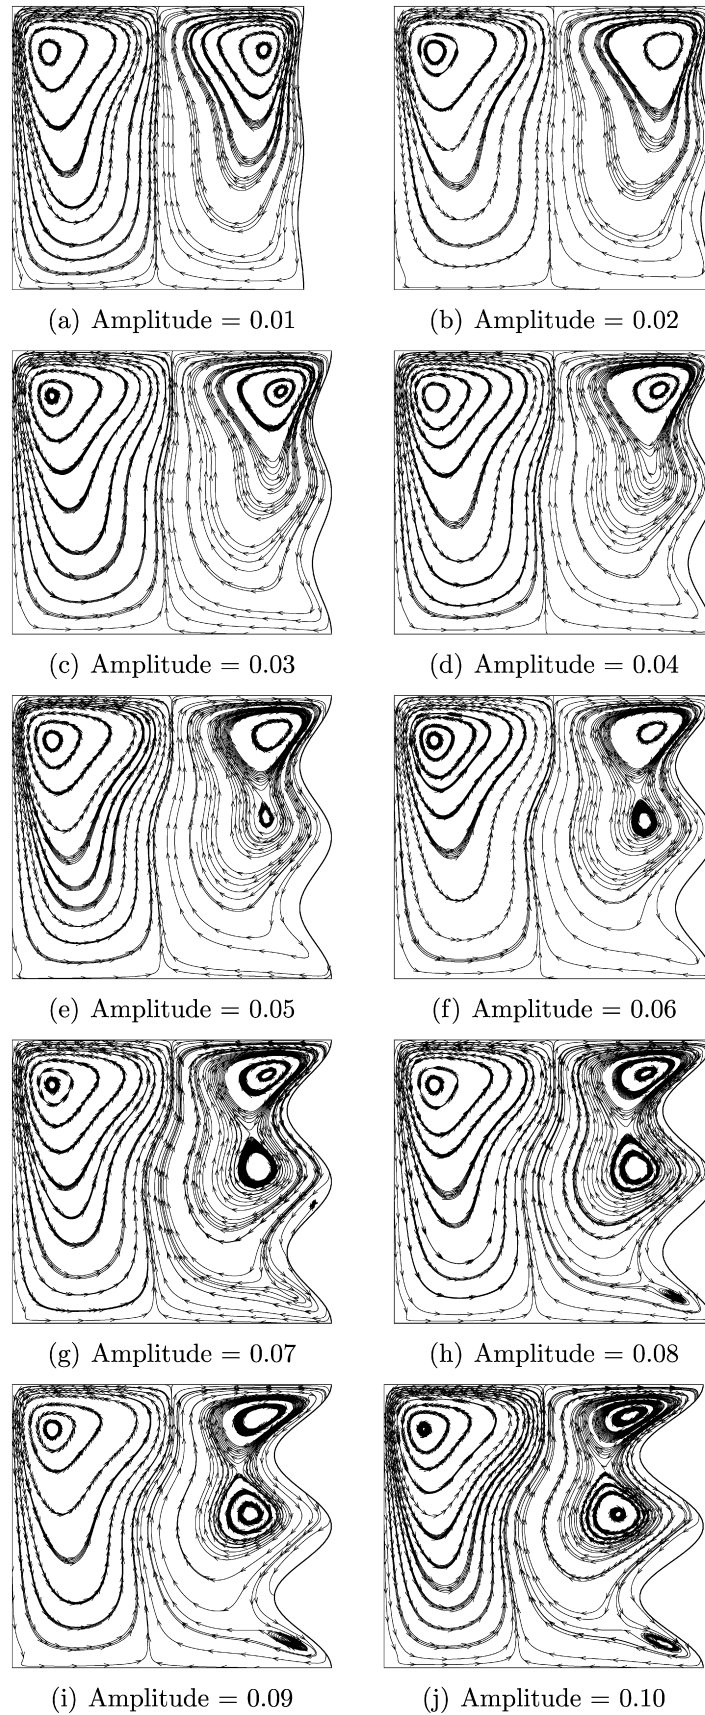 (a) Amplitude = 0.01
(b) Amplitude = 0.02
(c) Amplitude = 0.03
(d) Amplitude = 0.04
(e) Amplitude = 0.05
(f) Amplitude = 0.06
(g) Amplitude = 0.07
(h) Amplitude = 0.08
(i) Amplitude = 0.09
(j) Amplitude = 0.10